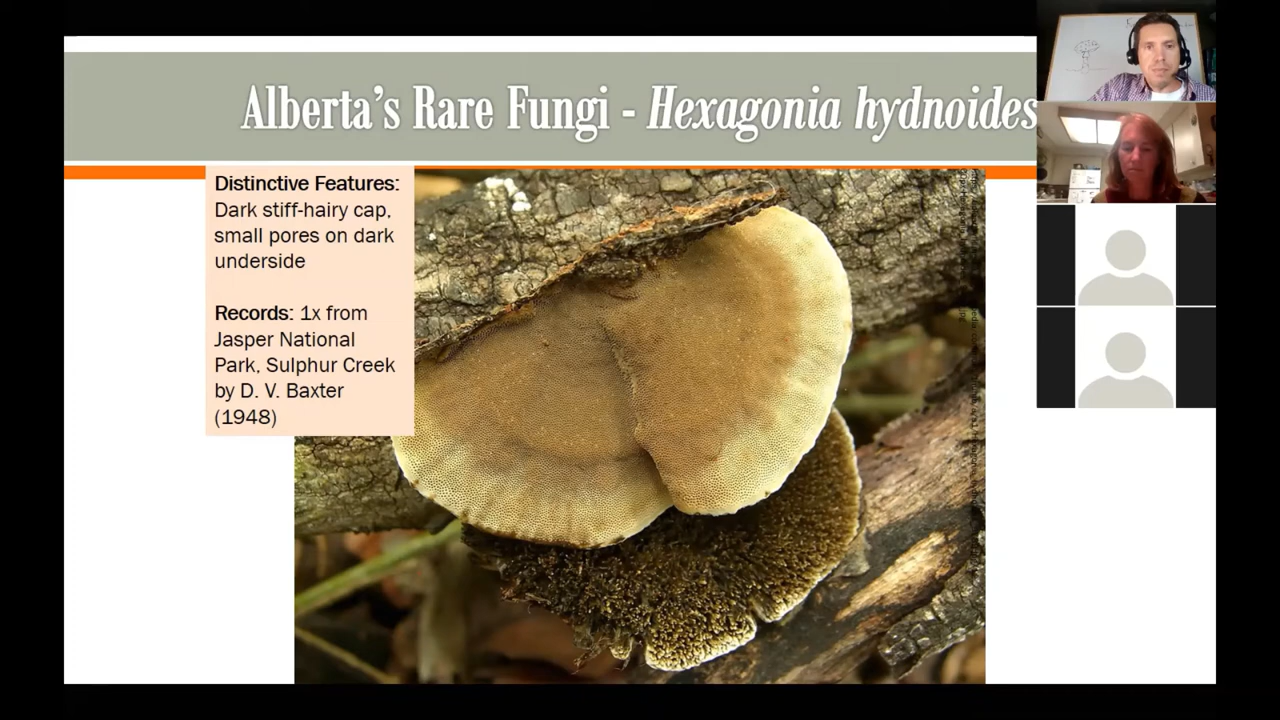 Alberta's Rare Fungi - Hexagonia hydnoides
Distinctive Features:
Dark stiff-hairy cap,
small pores on dark
underside
Records: 1x from
Jasper National
Park, Sulphur Creek
by D. V. Baxter
(1948)